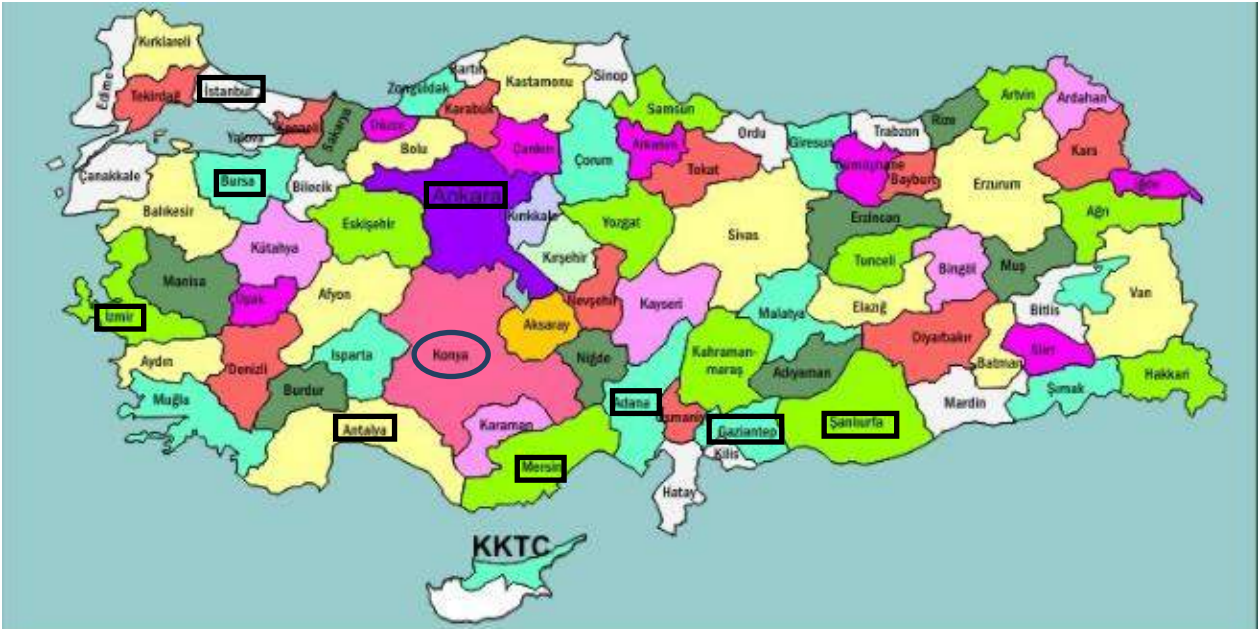 Kırklareli
Edirne
Tekirdağ
İstanbul
Yalova
Kocaeli
Sakarya
Düzce
Zonguldak
Bartın
Karabük
Kastamonu
Sinop
Samsun
Ordu
Giresun
Trabzon
Rize
Artvin
Ardahan
Çanakkale
Bursa
Bilecik
Bolu
Çankırı
Çorum
Amasya
Tokat
Gümüşhane
Bayburt
Erzurum
Kars
Iğdır
Balıkesir
Kütahya
Eskişehir
Ankara
Kırıkkale
Yozgat
Sivas
Erzincan
Ağrı
Manisa
Uşak
Afyon
Kırşehir
Nevşehir
Kayseri
Malatya
Tunceli
Elazığ
Bingöl
Muş
Bitlis
Van
İzmir
Aydın
Denizli
Isparta
Konya
Aksaray
Niğde
Kahraman-
maraş
Adıyaman
Diyarbakır
Batman
Siirt
Hakkari
Muğla
Burdur
Antalya
Karaman
Adana
Osmaniye
Gaziantep
Şanlıurfa
Mardin
Şırnak
Mersin
Kilis
Hatay
KKTC